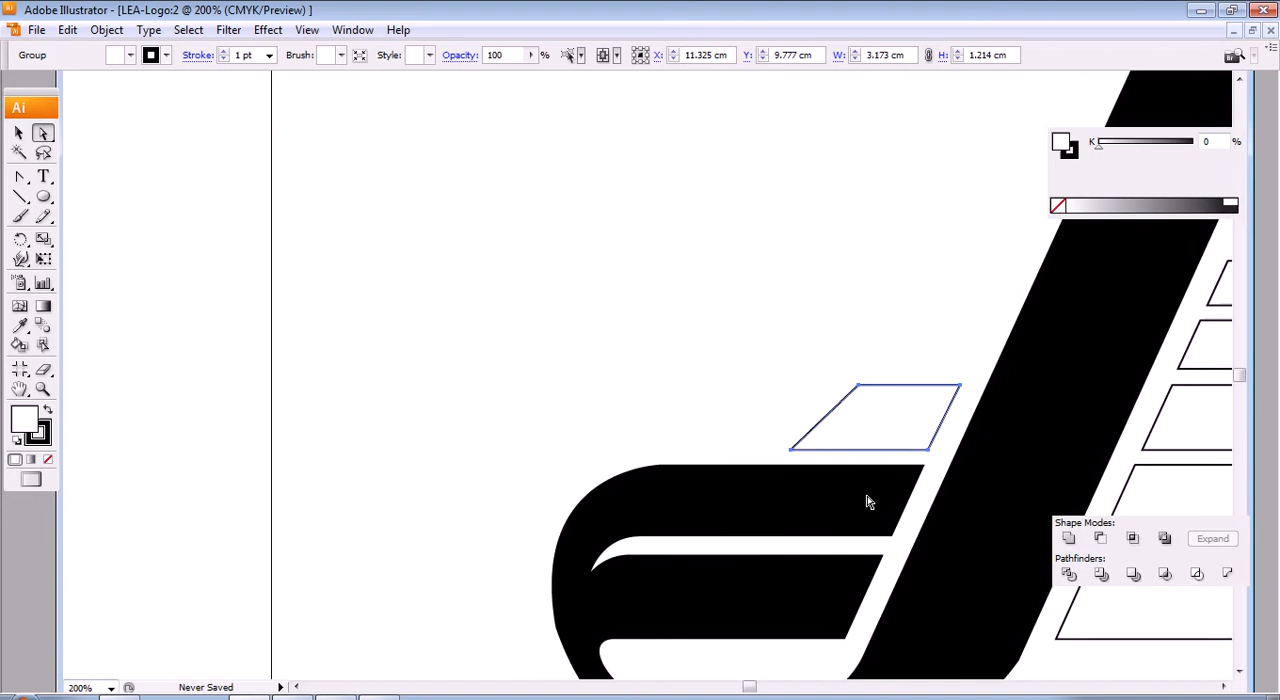 Adobe Illustrator - [LEA-Logo:2 @ 200% (CMYK/Preview) ]
File Edit Object Type Select Filter Effect View Window Help
Group Stroke: 1 pt Brush: Style: Opacity: 100 % X: 11.325 cm Y: 9.777 cm W: 3.173 cm H: 1.214 cm
Ai
K 0 %
T
Shape Modes:
Expand
Pathfinders:
200% Never Saved